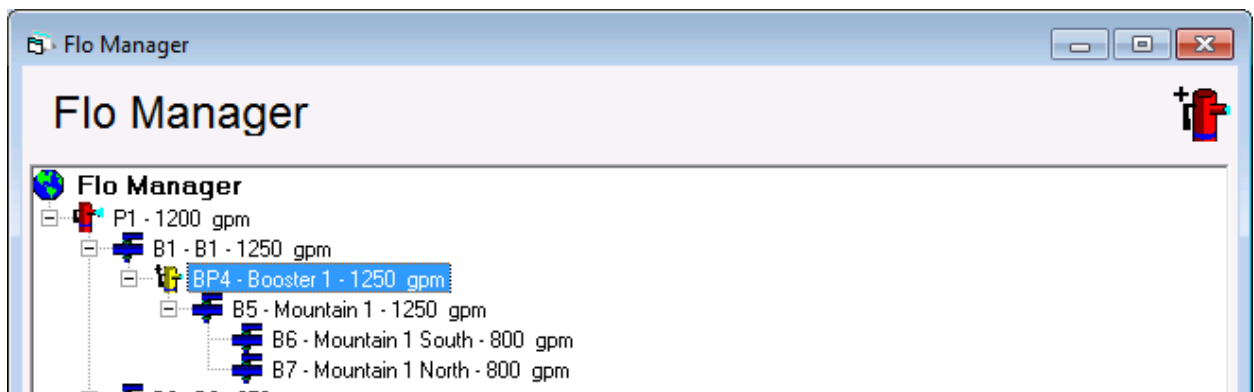 Flo Manager
Flo Manager
Flo Manager
P1 - 1200 gpm
B1 - B1 - 1250 gpm
BP4 - Booster 1 - 1250 gpm
B5 - Mountain 1 - 1250 gpm
B6 - Mountain 1 South - 800 gpm
B7 - Mountain 1 North - 800 gpm